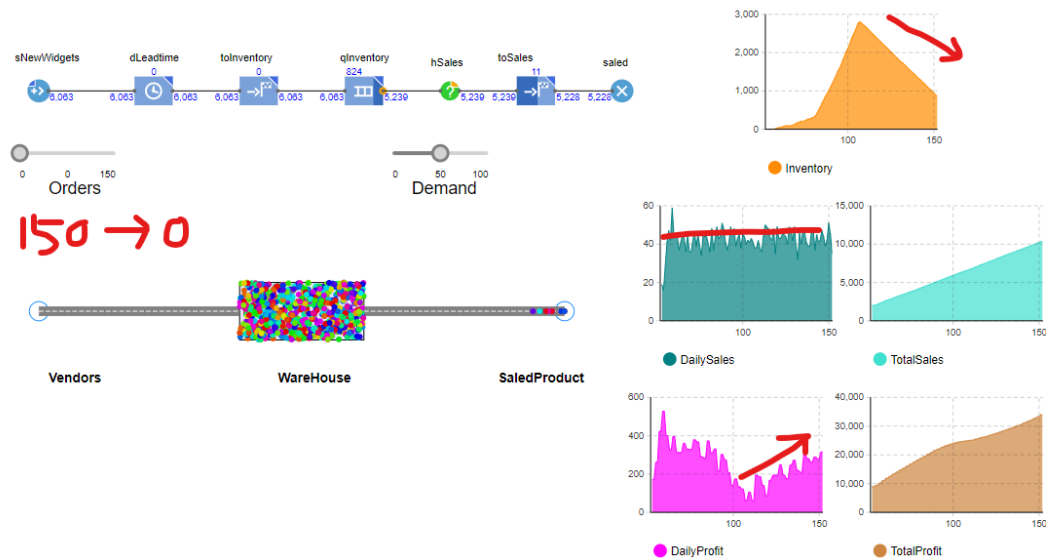 sNewWidgets dLeadtime toInventory qInventory hSales toSales saled
0 0 824 11
6,063 6,063 6,063 6,063 6,063 6,063 5,239 5,239 5,239 5,228 5,228
0 0 150
Orders
0 50 100
Demand
150 → 0
Vendors WareHouse SaledProduct
3,000
2,000
1,000
0
100 150
Inventory
60
40
20
0
100 150
DailySales
15,000
10,000
5,000
0
100 150
TotalSales
600
400
200
0
100 150
DailyProfit
40,000
30,000
20,000
10,000
0
100 150
TotalProfit